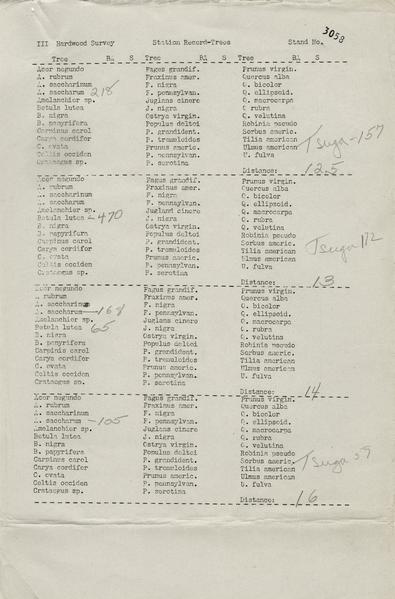 3058
III Hardwood Survey Station Record-Trees Stand No.
Tree BA S Tree BA S Tree BA S
Acer negundo Fagus grandif. Prunus virgin.
A. rubrum Fraxinus amer. Quercus alba
A. saccharinum F. nigra Q. bicolor
A. saccharum 218 F. pennsylvan. Q. ellipsoid.
Amelanchier sp. Juglans cinere Q. macrocarpa
Betula lutea J. nigra Q. rubra
B. nigra Ostrya virgin. Q. velutina
B. papyrifera Populus deltoi Robinia pseudo
Carpinus carol P. grandident. Sorbus americ. Tsuga-157
Carya cordifor P. tremuloides Tilia american
C. ovata Prunus americ. Ulmus american
Celtis occiden P. pennsylvan. U. fulva
Crataegus sp. P. serotina Distance: 12.5
Acer negundo Fagus grandif. Prunus virgin.
A. rubrum Fraxinus amer. Quercus alba
A. saccharinum F. nigra Q. bicolor
A. saccharum F. pennsylvan. Q. ellipsoid.
Amelanchier sp. Juglans cinere Q. macrocarpa
Betula lutea -470 J. nigra Q. rubra
B. nigra Ostrya virgin. Q. velutina
B. papyrifera Populus deltoi Robinia pseudo
Carpinus carol P. grandident. Sorbus americ. Tsuga 172
Carya cordifor P. tremuloides Tilia american
C. ovata Prunus americ. Ulmus american
Celtis occiden P. pennsylvan. U. fulva
Crataegus sp. P. serotina Distance: 13
Acer negundo Fagus grandif. Prunus virgin.
A. rubrum Fraxinus amer. Quercus alba
A. saccharinum F. nigra Q. bicolor
A. saccharum -168 F. pennsylvan. Q. ellipsoid.
Betula lutea 65 Juglans cinere Q. macrocarpa
B. nigra J. nigra Q. rubra
B. papyrifera Ostrya virgin. Q. velutina
Carpinis carol Populus deltoi Robinia pseudo
Carya cordifor P. grandident. Sorbus americ.
C. ovata P. tremuloides Tilia american
Celtis occiden Prunus americ. Ulmus american
Crataegus sp. P. pennsylvan. U. fulva
P. serotina Distance: 14
Acer negundo Fagus grandif. Prunus virgin.
A. rubrum Fraxinus amer. Quercus alba
A. saccharinum F. nigra Q. bicolor
A. saccharum -105 F. pennsylvan. Q. ellipsoid.
Amelanchier sp. Juglans cinere Q. macrocarpa
Betula lutea J. nigra Q. rubra
B. nigra Ostrya virgin. Q. velutina
B. papyrifera Populus deltoi Robinia pseudo
Carpinus carol P. grandident. Sorbus americ. Tsuga 59
Carya cordifor P. tremuloides Tilia american
C. ovata Prunus americ. Ulmus american
Celtis occiden P. pennsylvan. U. fulva
Crataegus sp. P. serotina
Distance: 16